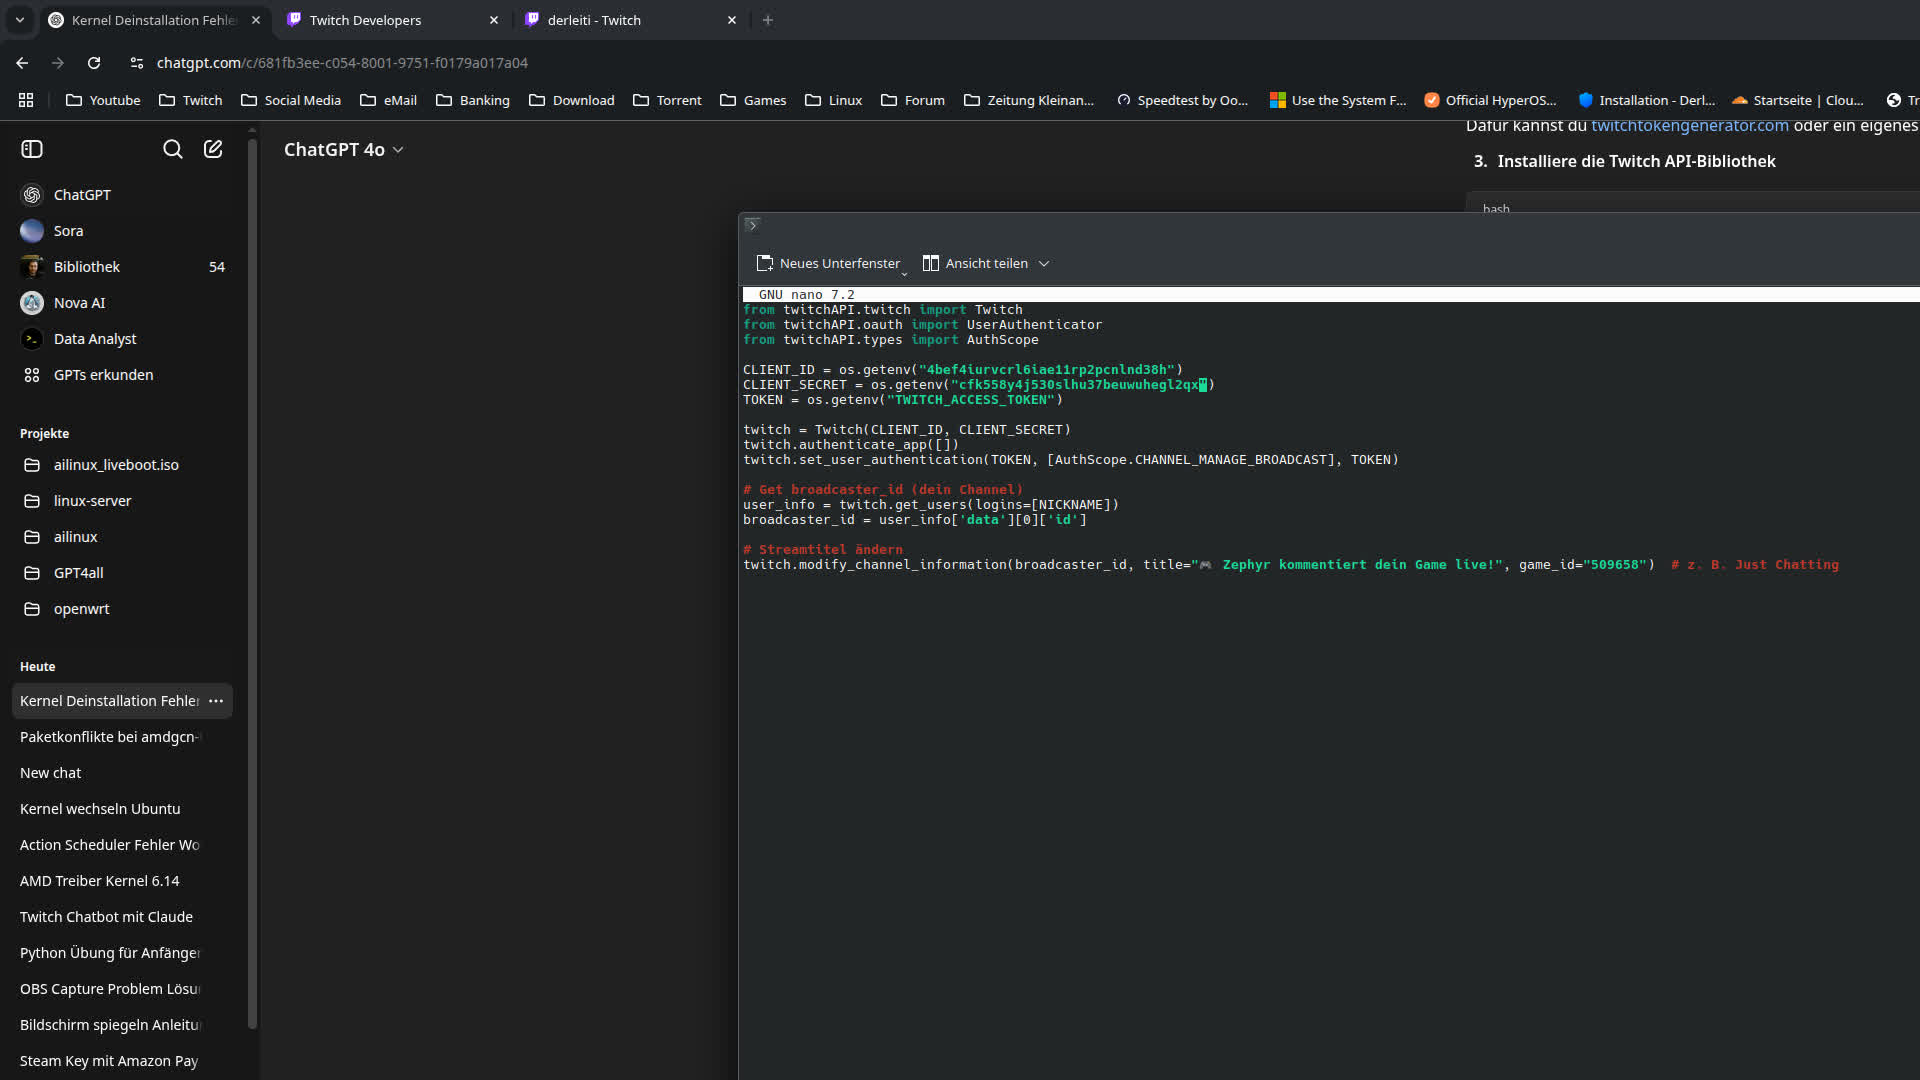 Kernel Deinstallation Fehle
Twitch Developers
derleiti - Twitch
chatgpt.com/c/681fb3ee-c054-8001-9751-f0179a017a04
Youtube
Twitch
Social Media
eMail
Banking
Download
Torrent
Games
Linux
Forum
Zeitung Kleinan...
Speedtest by Oo...
Use the System F...
Official HyperOS...
Installation - Derl...
Startseite | Clou...
Tr
ChatGPT 4o
Dafür kannst du twitchtokengenerator.com oder ein eigenes
3. Installiere die Twitch API-Bibliothek
bash
ChatGPT
Sora
Bibliothek 54
Nova AI
Data Analyst
GPTs erkunden
Projekte
ailinux_liveboot.iso
linux-server
ailinux
GPT4all
openwrt
Heute
Kernel Deinstallation Fehler
Paketkonflikte bei amdgcn-
New chat
Kernel wechseln Ubuntu
Action Scheduler Fehler Wo
AMD Treiber Kernel 6.14
Twitch Chatbot mit Claude
Python Übung für Anfänger
OBS Capture Problem Lösu
Bildschirm spiegeln Anleitu
Steam Key mit Amazon Pay
Neues Unterfenster
Ansicht teilen
GNU nano 7.2
from twitchAPI.twitch import Twitch
from twitchAPI.oauth import UserAuthenticator
from twitchAPI.types import AuthScope
CLIENT_ID = os.getenv("4bef4iurvcrl6iae11rp2pcnlnd38h")
CLIENT_SECRET = os.getenv("cfk558y4j530slhu37beuwuhegl2qx")
TOKEN = os.getenv("TWITCH_ACCESS_TOKEN")
twitch = Twitch(CLIENT_ID, CLIENT_SECRET)
twitch.authenticate_app([])
twitch.set_user_authentication(TOKEN, [AuthScope.CHANNEL_MANAGE_BROADCAST], TOKEN)
# Get broadcaster_id (dein Channel)
user_info = twitch.get_users(logins=[NICKNAME])
broadcaster_id = user_info['data'][0]['id']
# Streamtitel ändern
twitch.modify_channel_information(broadcaster_id, title="🎮 Zephyr kommentiert dein Game live!", game_id="509658")  # z. B. Just Chatting